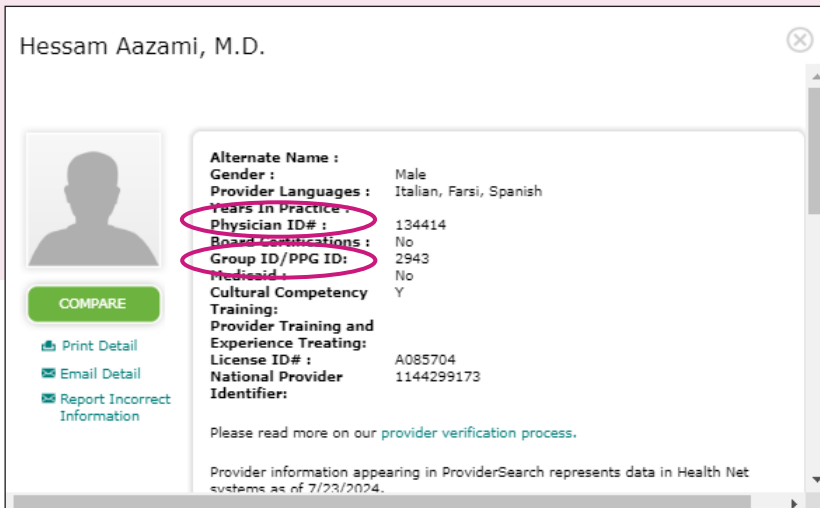 Hessam Aazami, M.D.
Alternate Name :
Gender : Male
Provider Languages : Italian, Farsi, Spanish
Years In Practice :
Physician ID# : 134414
Board Certifications : No
Group ID/PPG ID: 2943
Medicaid : No
Cultural Competency Y
Training:
Provider Training and
Experience Treating:
License ID# : A085704
National Provider 1144299173
Identifier:
COMPARE
Print Detail
Email Detail
Report Incorrect
Information
Please read more on our provider verification process.
Provider information appearing in ProviderSearch represents data in Health Net
systems as of 7/23/2024.